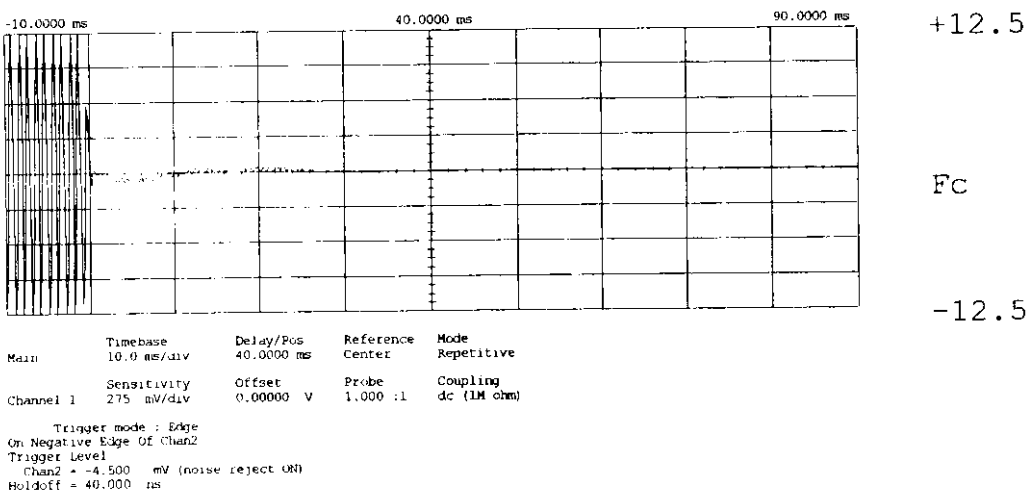 -10.0000 ms 40.0000 ms 90.0000 ms
+12.5
Fc
-12.5
Timebase Delay/Pos Reference Mode
Main 10.0 ms/div 40.0000 ms Center Repetitive
Sensitivity Offset Probe Coupling
Channel 1 275 mV/div 0.00000 V 1.000 :1 dc (1M ohm)
Trigger mode : Edge
On Negative Edge Of Chan2
Trigger Level
Chan2 = -4.500 mV (noise reject ON)
Holdoff = 40.000 ns